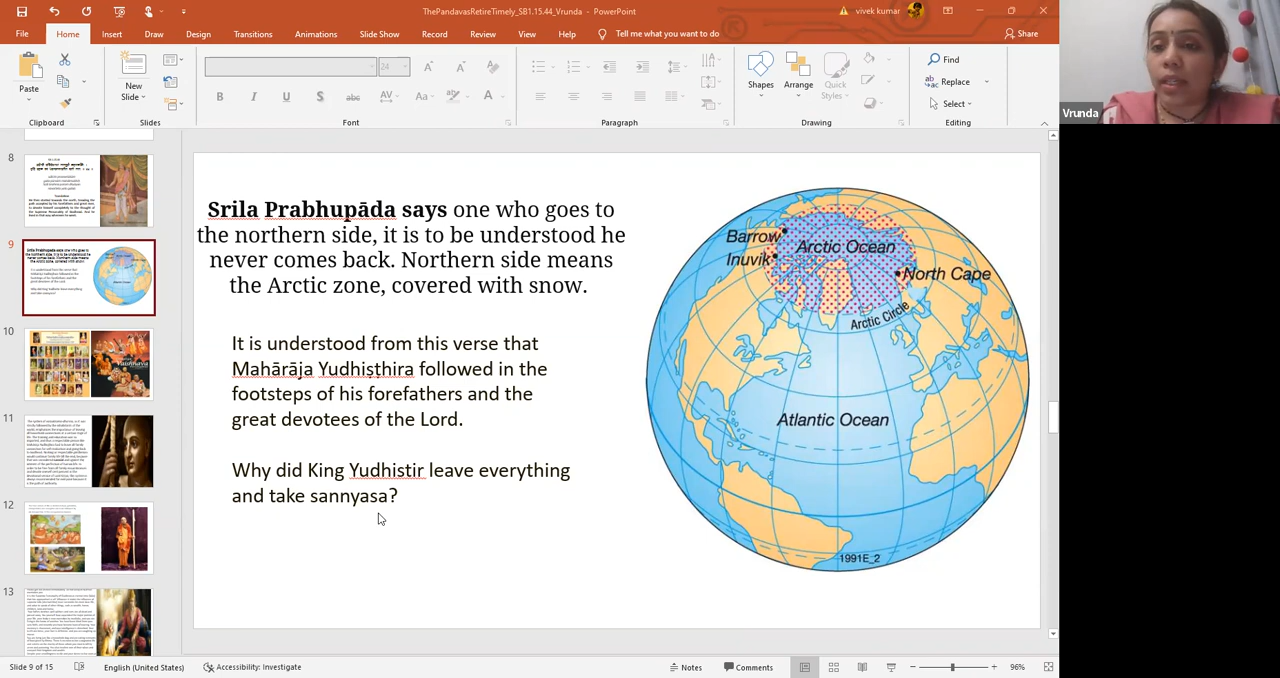 ThePandavasRetireTimely_SB1.15.44_Vrunda - PowerPoint
vivek kumar
File Home Insert Draw Design Transitions Animations Slide Show Record Review View Help Tell me what you want to do Share
Paste
New
Slide
24
B I U S abc AV Aa A
Shapes Arrange Quick
Styles
Find
Replace
Select
Clipboard Slides Font Paragraph Drawing Editing
Vrunda
8
9
10
11
12
13
Srila Prabhupāda says one who goes to
the northern side, it is to be understood he
never comes back. Northern side means
the Arctic zone, covered with snow.
It is understood from this verse that
Mahārāja Yudhiṣṭhira followed in the
footsteps of his forefathers and the
great devotees of the Lord.
Why did King Yudhistir leave everything
and take sannyasa?
Barrow
Inuvik
Arctic Ocean
North Cape
Arctic Circle
Atlantic Ocean
1991E_2
Slide 9 of 15 English (United States) Accessibility: Investigate Notes Comments 96%